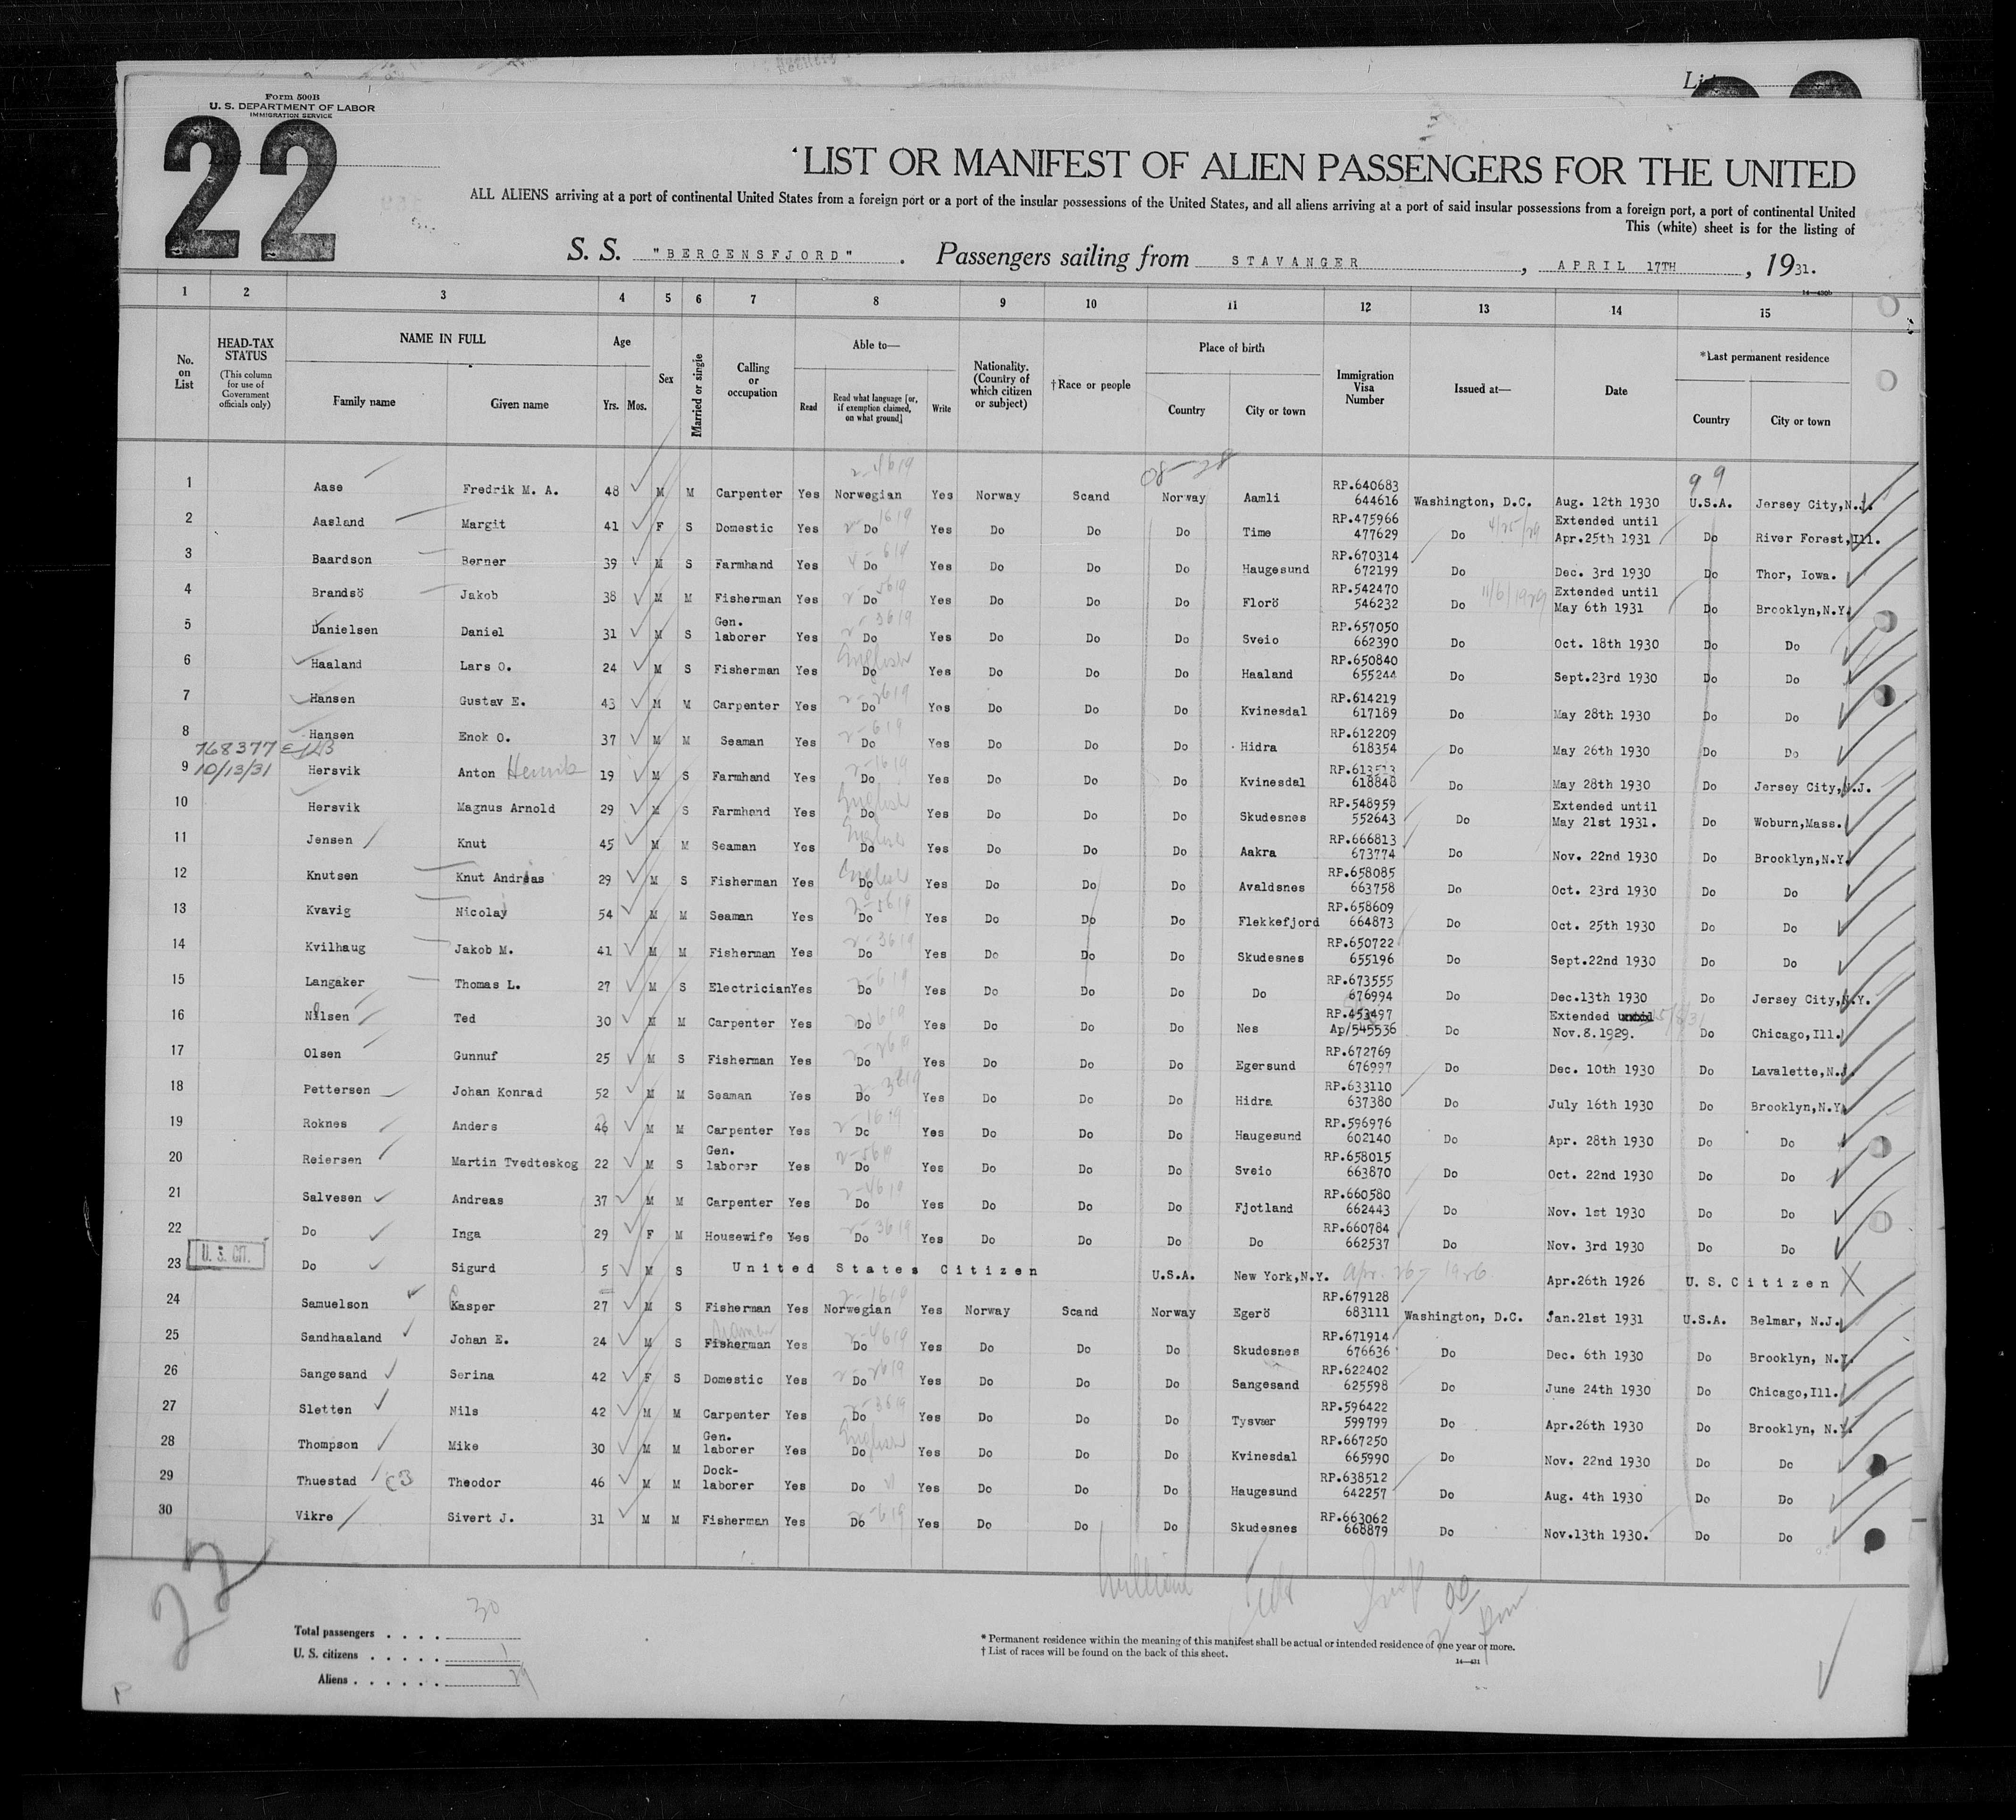 Form 500B
U. S. DEPARTMENT OF LABOR
IMMIGRATION SERVICE
22
List
LIST OR MANIFEST OF ALIEN PASSENGERS FOR THE UNITED
ALL ALIENS arriving at a port of continental United States from a foreign port or a port of the insular possessions of the United States, and all aliens arriving at a port of said insular possessions from a foreign port, a port of continental United
This (white) sheet is for the listing of
S. S. "BERGENSFJORD". Passengers sailing from STAVANGER, APRIL 17TH, 1931.
1 2 3 4 5 6 7 8 9 10 11 12 13 14 15
No. on List
HEAD-TAX STATUS (This column for use of Government officials only)
NAME IN FULL Family name Given name
Age Yrs. Mos.
Sex
Married or single
Calling or occupation
Able to— Read Read what language [or, if exemption claimed, on what ground] Write
Nationality. (Country of which citizen or subject)
†Race or people
Place of birth Country City or town
Immigration Visa Number
Issued at—
Date
*Last permanent residence Country City or town
1 Aase Fredrik M. A. 48 M M Carpenter Yes Norwegian Yes Norway Scand Norway Aamli RP.640683 644616 Washington, D.C. Aug. 12th 1930 U.S.A. Jersey City,N.J.
2 Aasland Margit 41 F S Domestic Yes Do Yes Do Do Do Time RP.475966 477629 Do 4/25/29 Extended until Apr.25th 1931 Do River Forest,Ill.
3 Baardson Berner 39 M S Farmhand Yes Do Yes Do Do Do Haugesund RP.670314 672199 Do Dec. 3rd 1930 Do Thor, Iowa.
4 Brandsö Jakob 38 M M Fisherman Yes Do Yes Do Do Do Florö RP.542470 546232 Do 11/6/1929 Extended until May 6th 1931 Do Brooklyn,N.Y.
5 Danielsen Daniel 31 M S Gen. laborer Yes Do Yes Do Do Do Sveio RP.657050 662390 Do Oct. 18th 1930 Do Do
6 Haaland Lars O. 24 M S Fisherman Yes English Do Yes Do Do Do Haaland RP.650840 655244 Do Sept.23rd 1930 Do Do
7 Hansen Gustav E. 43 M M Carpenter Yes Do Yes Do Do Do Kvinesdal RP.614219 617189 Do May 28th 1930 Do Do
8 Hansen Enok O. 37 M M Seaman Yes Do Yes Do Do Do Hidra RP.612209 618354 Do May 26th 1930 Do Do
768377
9 10/13/31 Hersvik Anton Henrik 19 M S Farmhand Yes Do Yes Do Do Do Kvinesdal RP.613513 618848 Do May 28th 1930 Do Jersey City,N.J.
10 Hersvik Magnus Arnold 29 M S Farmhand Yes English Do Yes Do Do Do Skudesnes RP.548959 552643 Do Extended until May 21st 1931. Do Woburn,Mass.
11 Jensen Knut 45 M M Seaman Yes English Do Yes Do Do Do Aakra RP.666813 673774 Do Nov. 22nd 1930 Do Brooklyn,N.Y.
12 Knutsen Knut Andreas 29 M S Fisherman Yes English Do Yes Do Do Do Avaldsnes RP.658085 663758 Do Oct. 23rd 1930 Do Do
13 Kvavig Nicolay 54 M M Seaman Yes Do Yes Do Do Do Flekkefjord RP.658609 664873 Do Oct. 25th 1930 Do Do
14 Kvilhaug Jakob M. 41 M M Fisherman Yes Do Yes Do Do Do Skudesnes RP.650722 655196 Do Sept.22nd 1930 Do Do
15 Langaker Thomas L. 27 M S Electrician Yes Do Yes Do Do Do Do RP.673555 676994 Do Dec.13th 1930 Do Jersey City,N.Y.
16 Nilsen Ted 30 M M Carpenter Yes Do Yes Do Do Do Nes RP.453497 Ap/545536 Do Extended until Nov.8.1929. Do Chicago,Ill.
17 Olsen Gunnuf 25 M S Fisherman Yes Do Yes Do Do Do Egersund RP.672769 676997 Do Dec. 10th 1930 Do Lavalette,N.J.
18 Pettersen Johan Konrad 52 M M Seaman Yes Do Yes Do Do Do Hidra RP.633110 637380 Do July 16th 1930 Do Brooklyn,N.Y.
19 Roknes Anders 46 M M Carpenter Yes Do Yes Do Do Do Haugesund RP.596976 602140 Do Apr. 28th 1930 Do Do
20 Reiersen Martin Tvedteskog 22 M S Gen. laborer Yes Do Yes Do Do Do Sveio RP.658015 663870 Do Oct. 22nd 1930 Do Do
21 Salvesen Andreas 37 M M Carpenter Yes Do Yes Do Do Do Fjotland RP.660580 662443 Do Nov. 1st 1930 Do Do
22 Do Inga 29 F M Housewife Yes Do Yes Do Do Do Do RP.660784 662537 Do Nov. 3rd 1930 Do Do
23 U. S. CIT. Do Sigurd 5 M S United States Citizen U.S.A. New York,N.Y. Apr. 26 - 1926 Apr.26th 1926 U. S. Citizen
24 Samuelson Kasper 27 M S Fisherman Yes Norwegian Yes Norway Scand Norway Egerö RP.679128 683111 Washington, D.C. Jan.21st 1931 U.S.A. Belmar, N.J.
25 Sandhaaland Johan E. 24 M S Seaman Fisherman Yes Do Yes Do Do Do Skudesnes RP.671914 676636 Do Dec. 6th 1930 Do Brooklyn, N.Y.
26 Sangesand Serina 42 F S Domestic Yes Do Yes Do Do Do Sangesand RP.622402 625598 Do June 24th 1930 Do Chicago,Ill.
27 Sletten Nils 42 M M Carpenter Yes Do Yes Do Do Do Tysvær RP.596422 599799 Do Apr.26th 1930 Do Brooklyn, N.Y.
28 Thompson Mike 30 M M Gen. laborer Yes English Do Yes Do Do Do Kvinesdal RP.667250 665990 Do Nov. 22nd 1930 Do Do
29 Thuestad Theodor 46 M M Dock- laborer Yes Do Yes Do Do Do Haugesund RP.638512 642257 Do Aug. 4th 1930 Do Do
30 Vikre Sivert J. 31 M M Fisherman Yes Do Yes Do Do Do Skudesnes RP.663062 668879 Do Nov.13th 1930. Do Do
22
Total passengers . . . . 30
U. S. citizens . . . . . 1
Aliens . . . . . . 29
* Permanent residence within the meaning of this manifest shall be actual or intended residence of one year or more.
† List of races will be found on the back of this sheet.
14—431